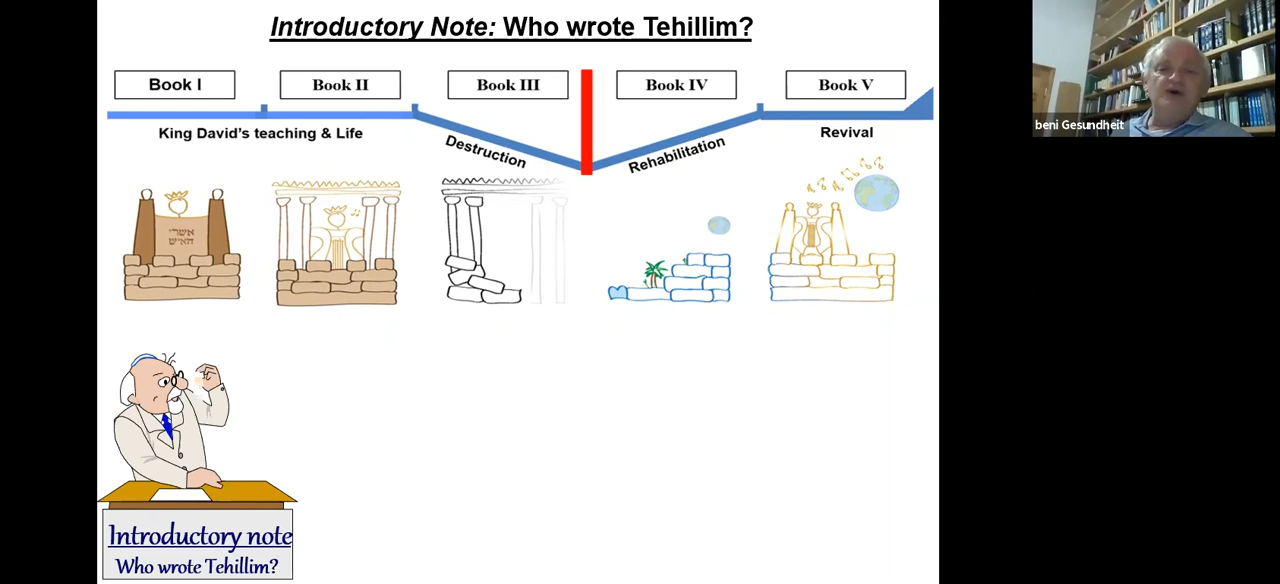 Introductory Note: Who wrote Tehillim?
Book I
Book II
Book III
Book IV
Book V
King David's teaching & Life
Destruction
Rehabilitation
Revival
אשרי
האיש
beni Gesundheit
Introductory note
Who wrote Tehillim?